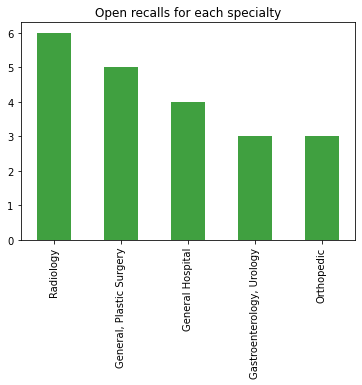 Open recalls for each specialty
6
5
4
3
2
1
0
Radiology
General, Plastic Surgery
General Hospital
Gastroenterology, Urology
Orthopedic